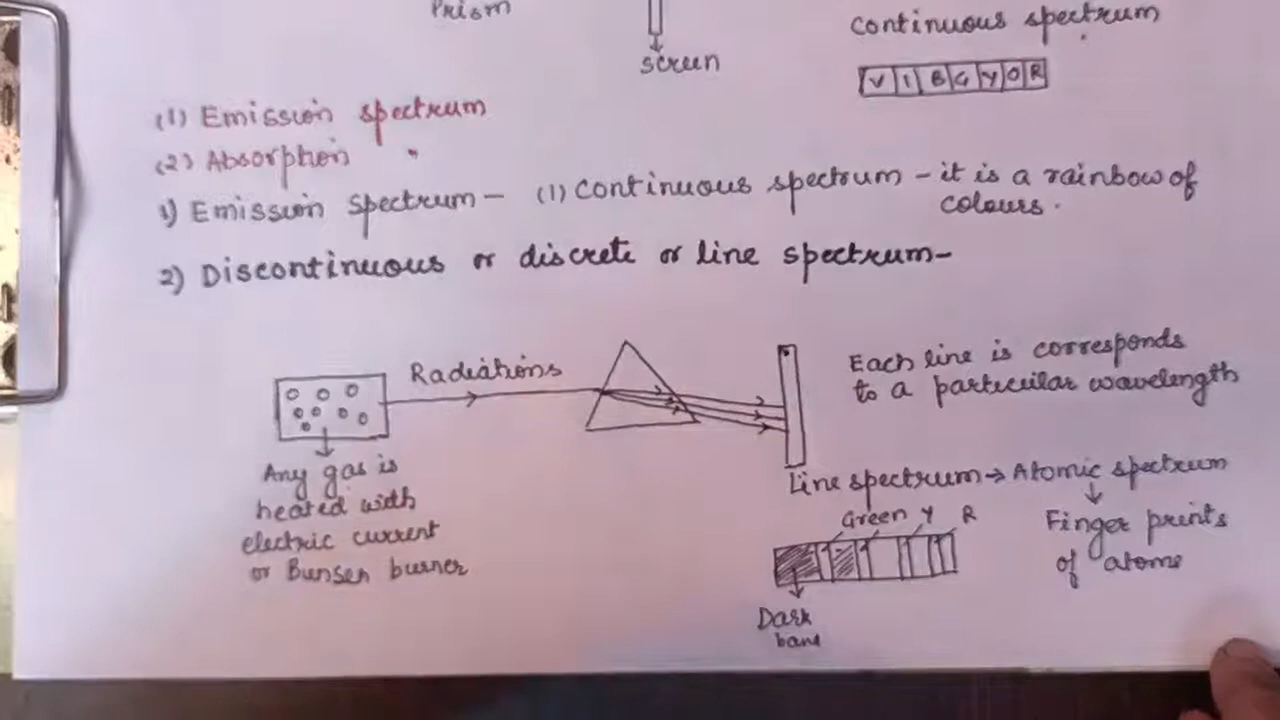 Prism
screen
Continuous spectrum
V I B G Y O R
(1) Emission spectrum
(2) Absorption "
1) Emission spectrum - (1) Continuous spectrum - it is a rainbow of
colours.
2) Discontinuous or discrete or line spectrum-
Radiations
Each line is corresponds
to a particular wavelength
Any gas is
heated with
electric current
or Bunsen burner
Line spectrum → Atomic spectrum
Green Y R
Finger prints
of atoms
Dark
band